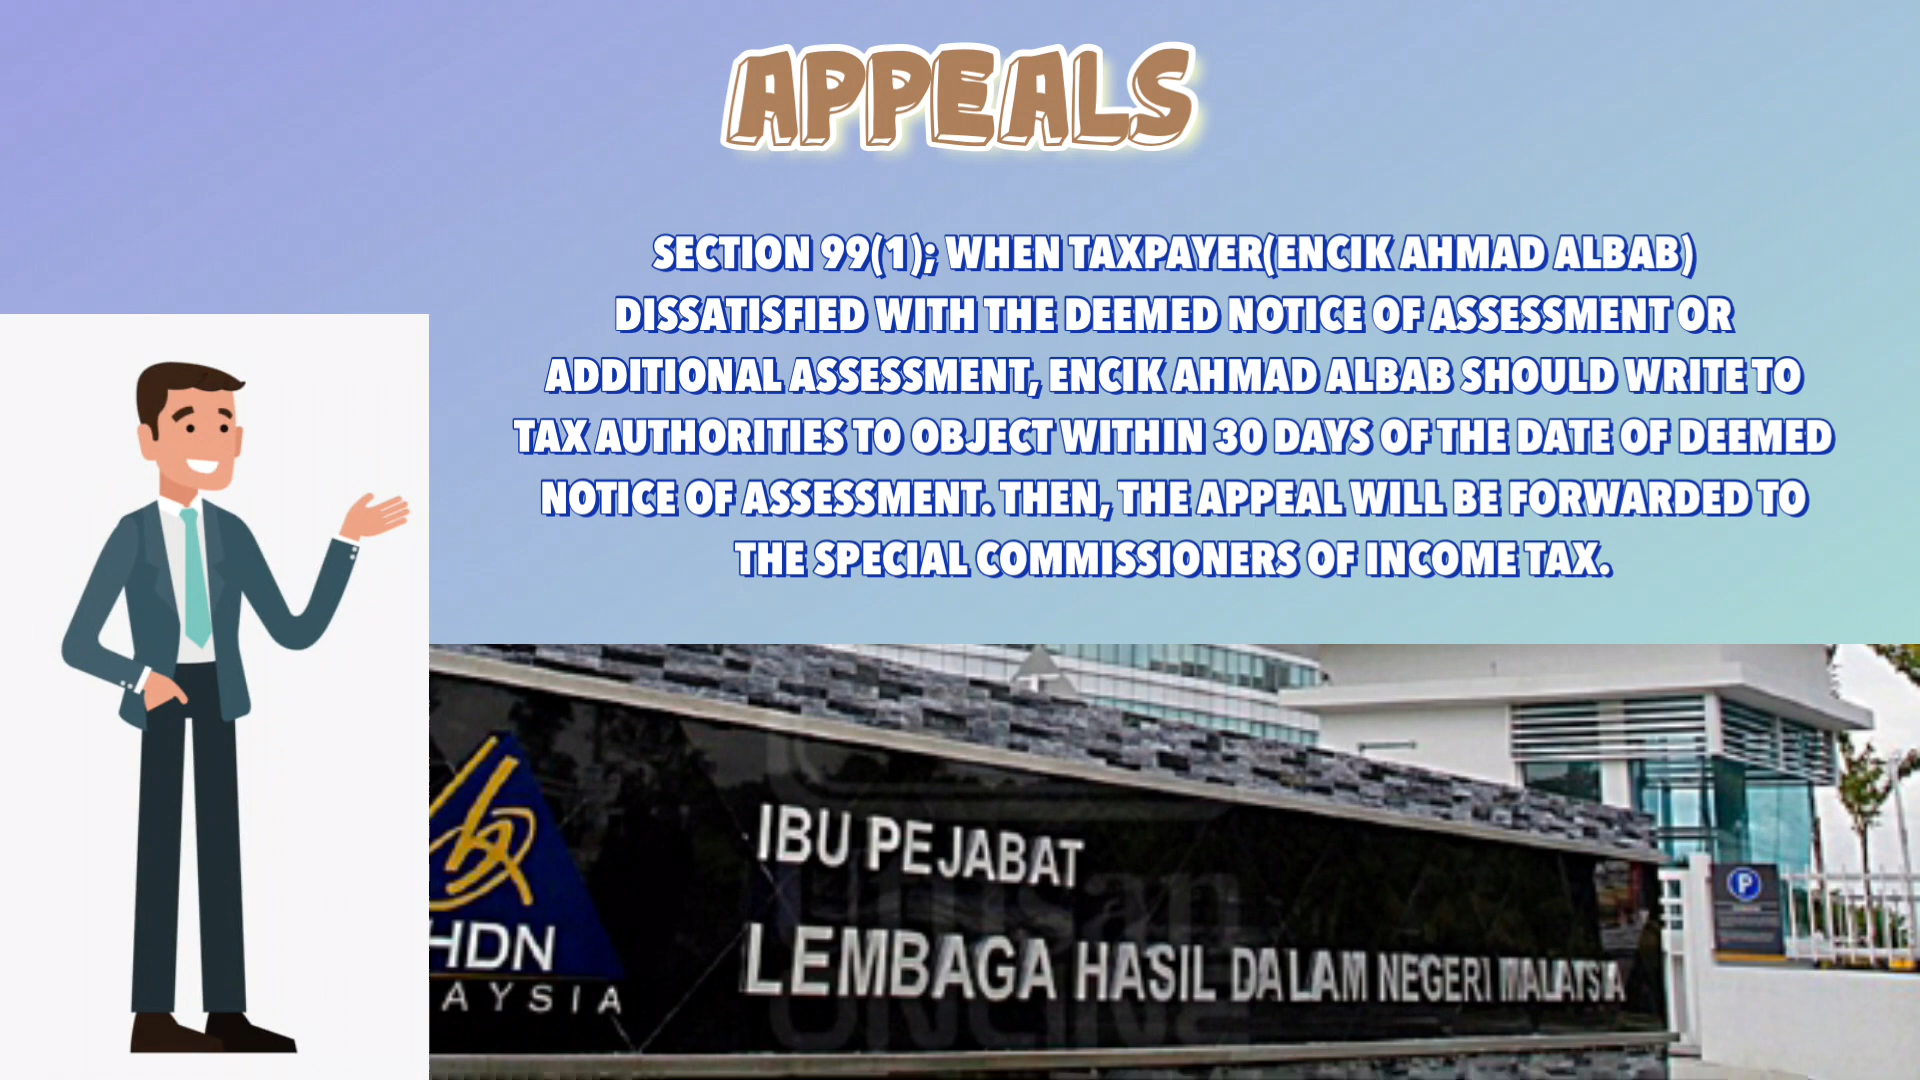 APPEALS
SECTION 99(1); WHEN TAXPAYER(ENCIK AHMAD ALBAB)
DISSATISFIED WITH THE DEEMED NOTICE OF ASSESSMENT OR
ADDITIONAL ASSESSMENT, ENCIK AHMAD ALBAB SHOULD WRITE TO
TAX AUTHORITIES TO OBJECT WITHIN 30 DAYS OF THE DATE OF DEEMED
NOTICE OF ASSESSMENT. THEN, THE APPEAL WILL BE FORWARDED TO
THE SPECIAL COMMISSIONERS OF INCOME TAX.
IBU PEJABAT
LEMBAGA HASIL DALAM NEGERI MALAYSIA
HDN
AYSIA
P
ONLINE